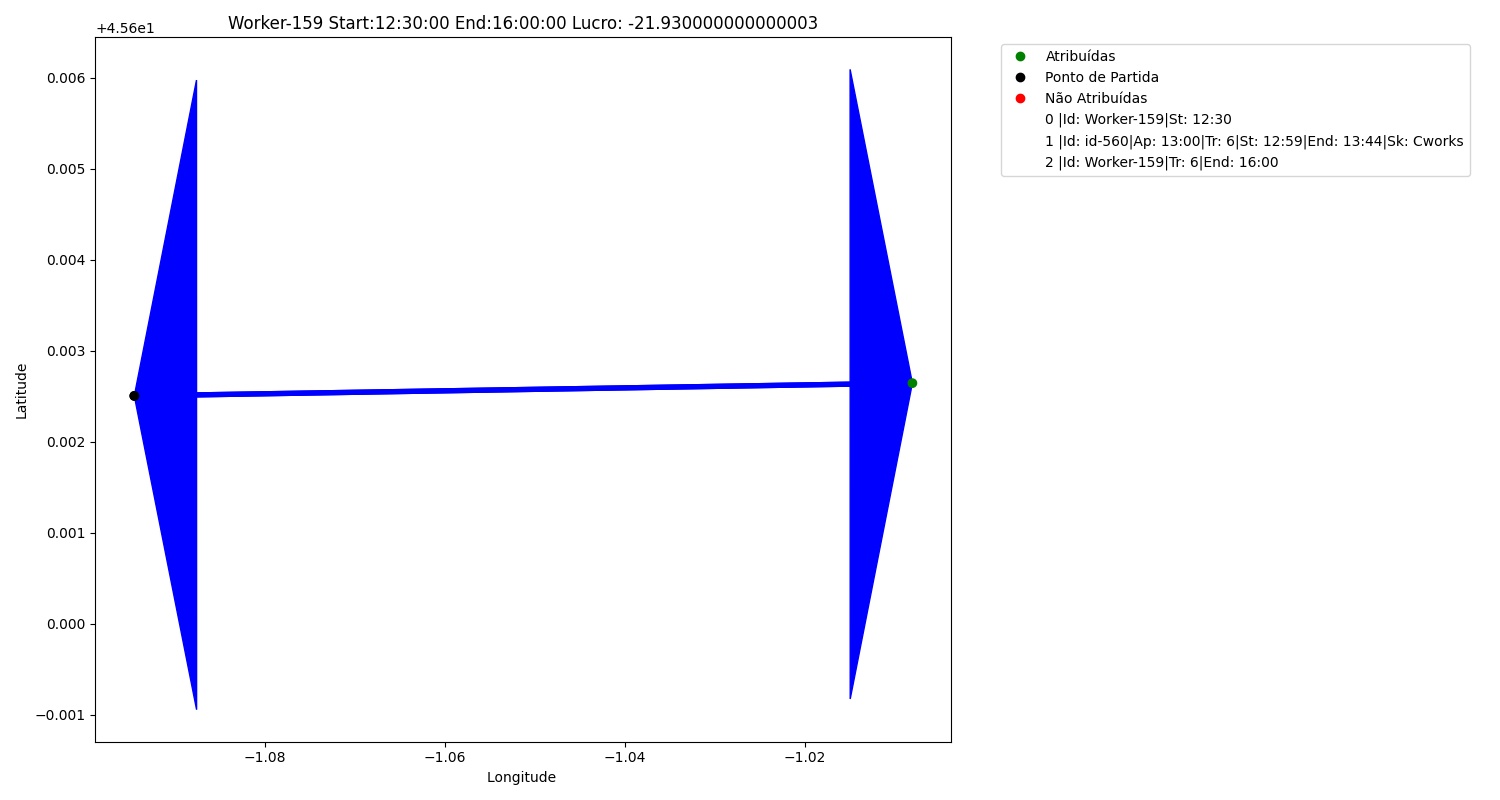 Worker-159 Start:12:30:00 End:16:00:00 Lucro: -21.930000000000003
+4.56e1
0.006
0.005
0.004
0.003
0.002
0.001
0.000
−0.001
Latitude
−1.08
−1.06
−1.04
−1.02
Longitude
Atribuídas
Ponto de Partida
Não Atribuídas
0 |Id: Worker-159|St: 12:30
1 |Id: id-560|Ap: 13:00|Tr: 6|St: 12:59|End: 13:44|Sk: Cworks
2 |Id: Worker-159|Tr: 6|End: 16:00